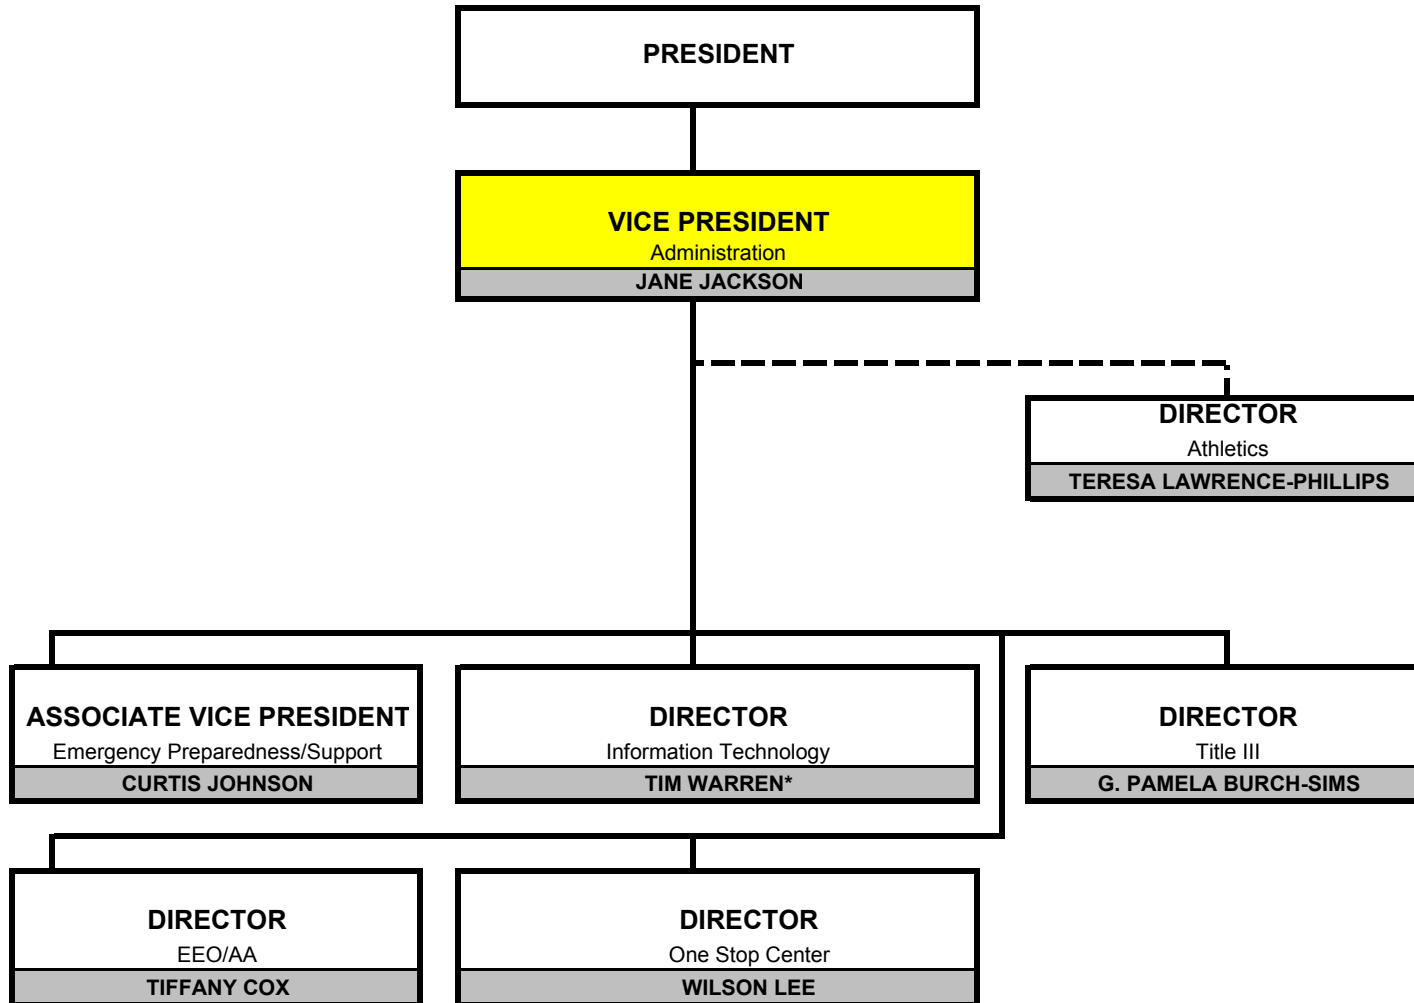 PRESIDENT
VICE PRESIDENT
Administration
JANE JACKSON
DIRECTOR
Athletics
TERESA LAWRENCE-PHILLIPS
ASSOCIATE VICE PRESIDENT
Emergency Preparedness/Support
CURTIS JOHNSON
DIRECTOR
Information Technology
TIM WARREN*
DIRECTOR
Title III
G. PAMELA BURCH-SIMS
DIRECTOR
EEO/AA
TIFFANY COX
DIRECTOR
One Stop Center
WILSON LEE